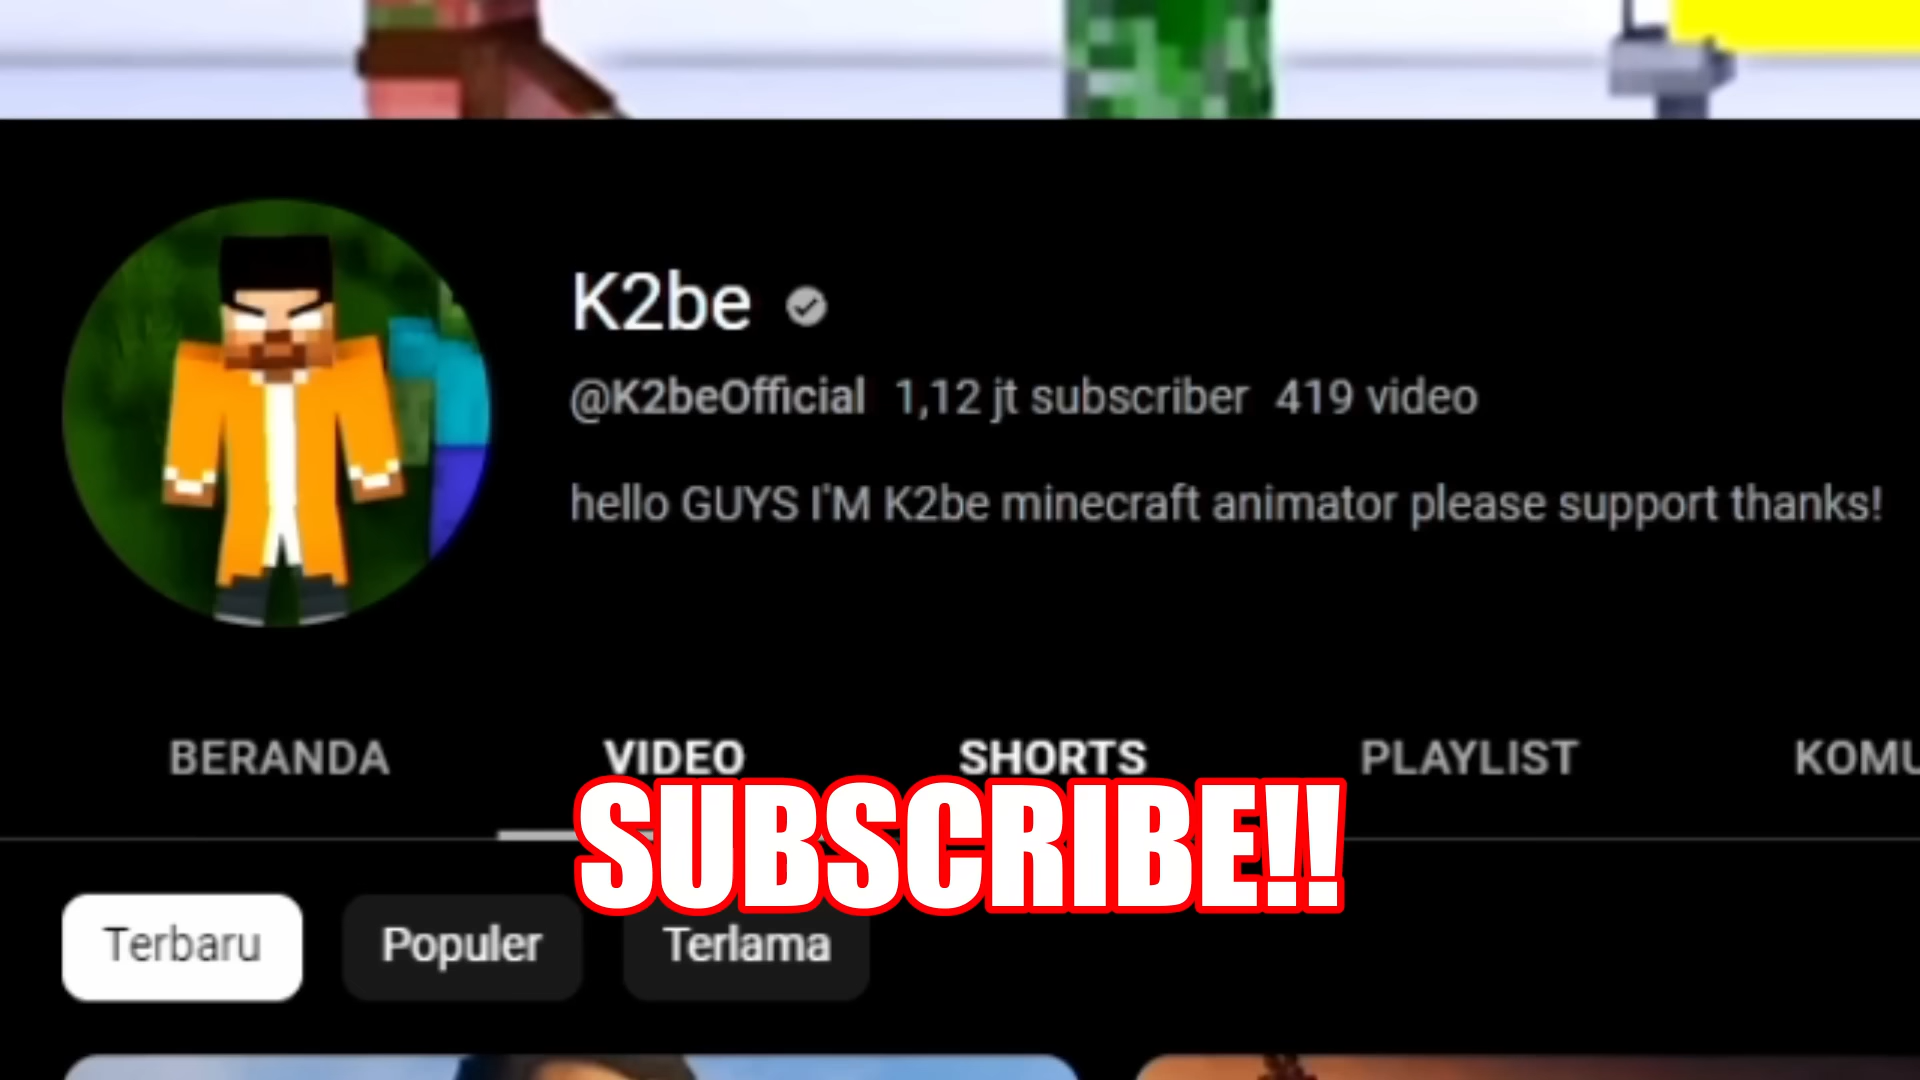 K2be
@K2beOfficial 1,12 jt subscriber 419 video
hello GUYS I'M K2be minecraft animator please support thanks!
BERANDA VIDEO SHORTS PLAYLIST KOMU
SUBSCRIBE!!
Terbaru Populer Terlama